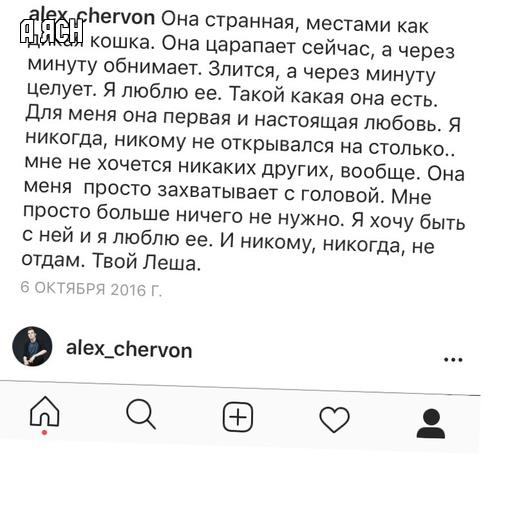 alex_chervon Она странная, местами как
дикая кошка. Она царапает сейчас, а через
минуту обнимает. Злится, а через минуту
целует. Я люблю ее. Такой какая она есть.
Для меня она первая и настоящая любовь. Я
никогда, никому не открывался на столько..
мне не хочется никаких других, вообще. Она
меня просто захватывает с головой. Мне
просто больше ничего не нужно. Я хочу быть
с ней и я люблю ее. И никому, никогда, не
отдам. Твой Леша.
6 ОКТЯБРЯ 2016 Г.
alex_chervon